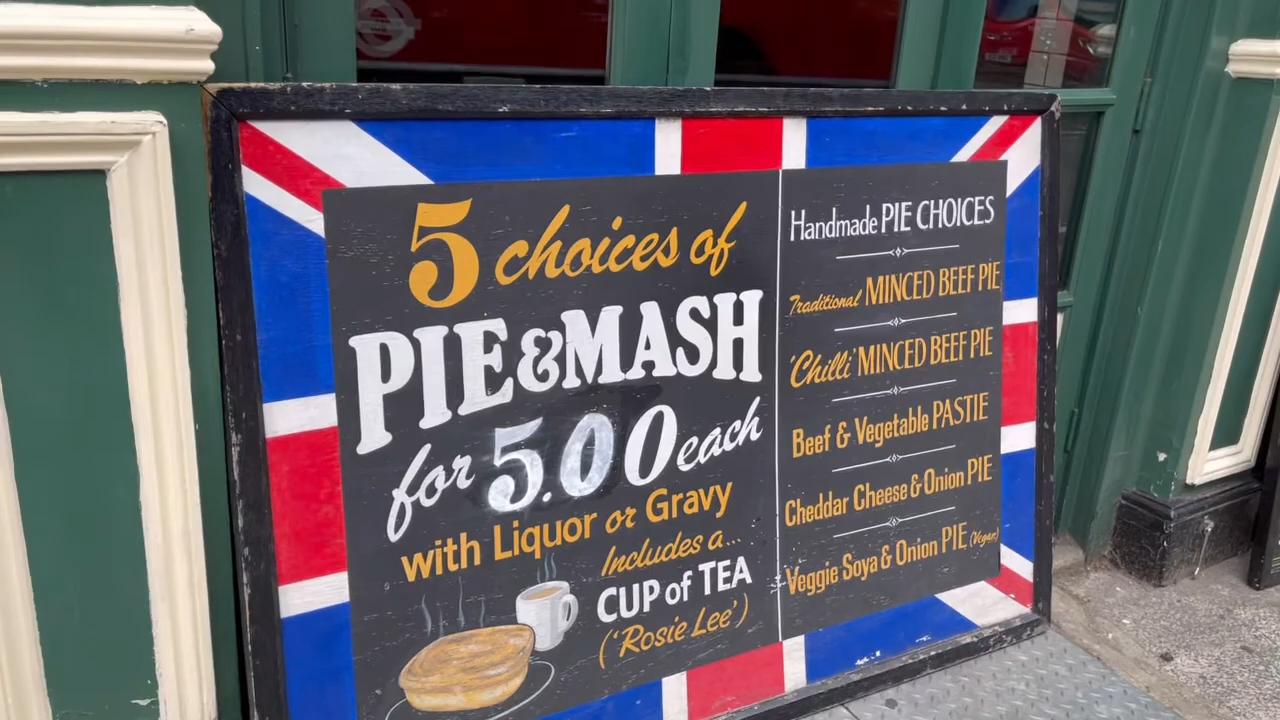 5 choices of
PIE & MASH
for 5.00 each
with Liquor or Gravy
Includes a...
CUP of TEA
('Rosie Lee')
Handmade PIE CHOICES
Traditional MINCED BEEF PIE
'Chilli' MINCED BEEF PIE
Beef & Vegetable PASTIE
Cheddar Cheese & Onion PIE
Veggie Soya & Onion PIE (Vegan)